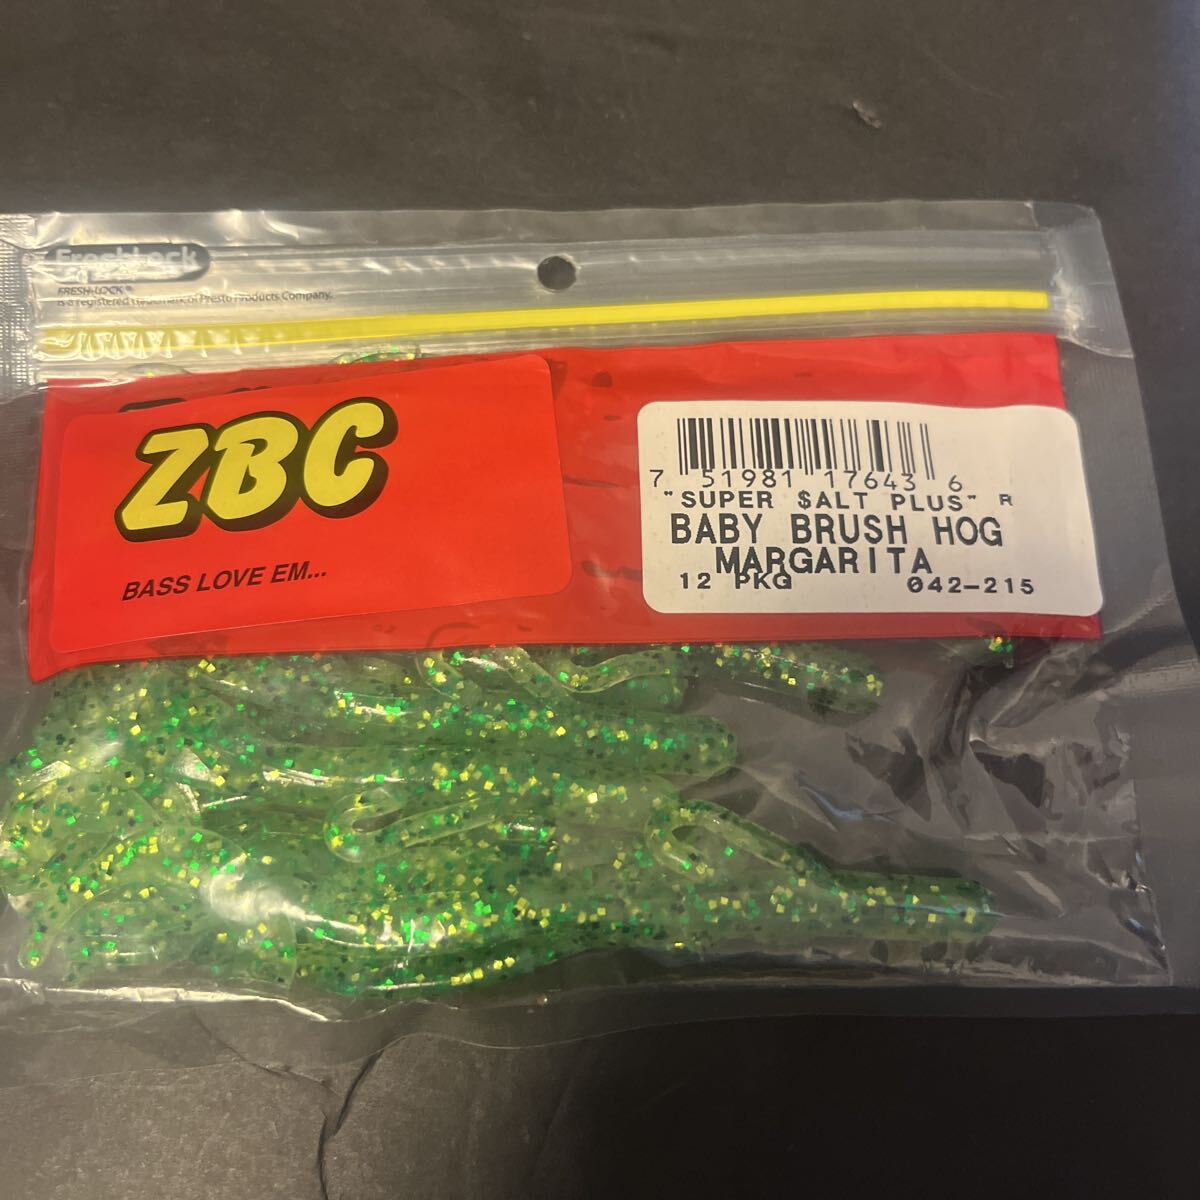 FreshLock
FRESH-LOCK®
is a registered trademark of Presto Products Company.
ZBC
BASS LOVE EM...
7 51981 17643 6
"SUPER $ALT PLUS" R
BABY BRUSH HOG
MARGARITA
12 PKG 042-215